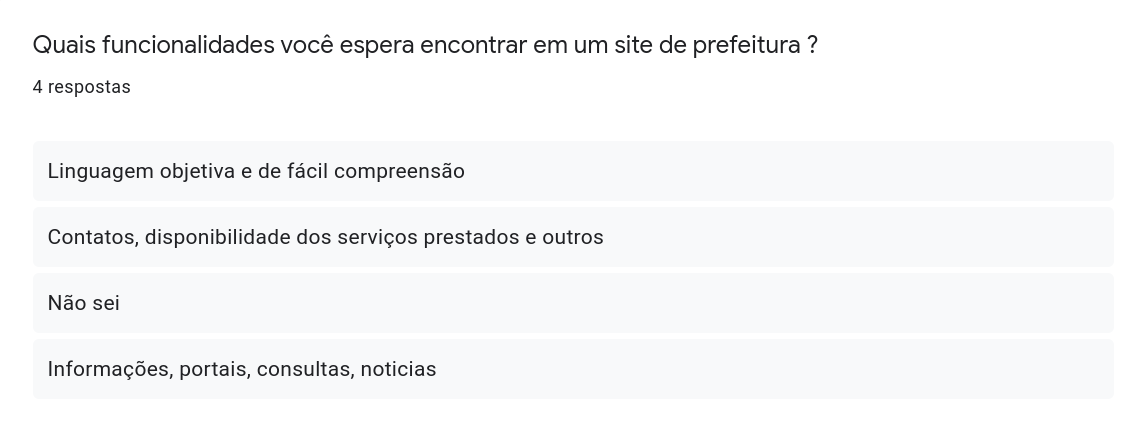 Quais funcionalidades você espera encontrar em um site de prefeitura ?
4 respostas
Linguagem objetiva e de fácil compreensão
Contatos, disponibilidade dos serviços prestados e outros
Não sei
Informações, portais, consultas, noticias